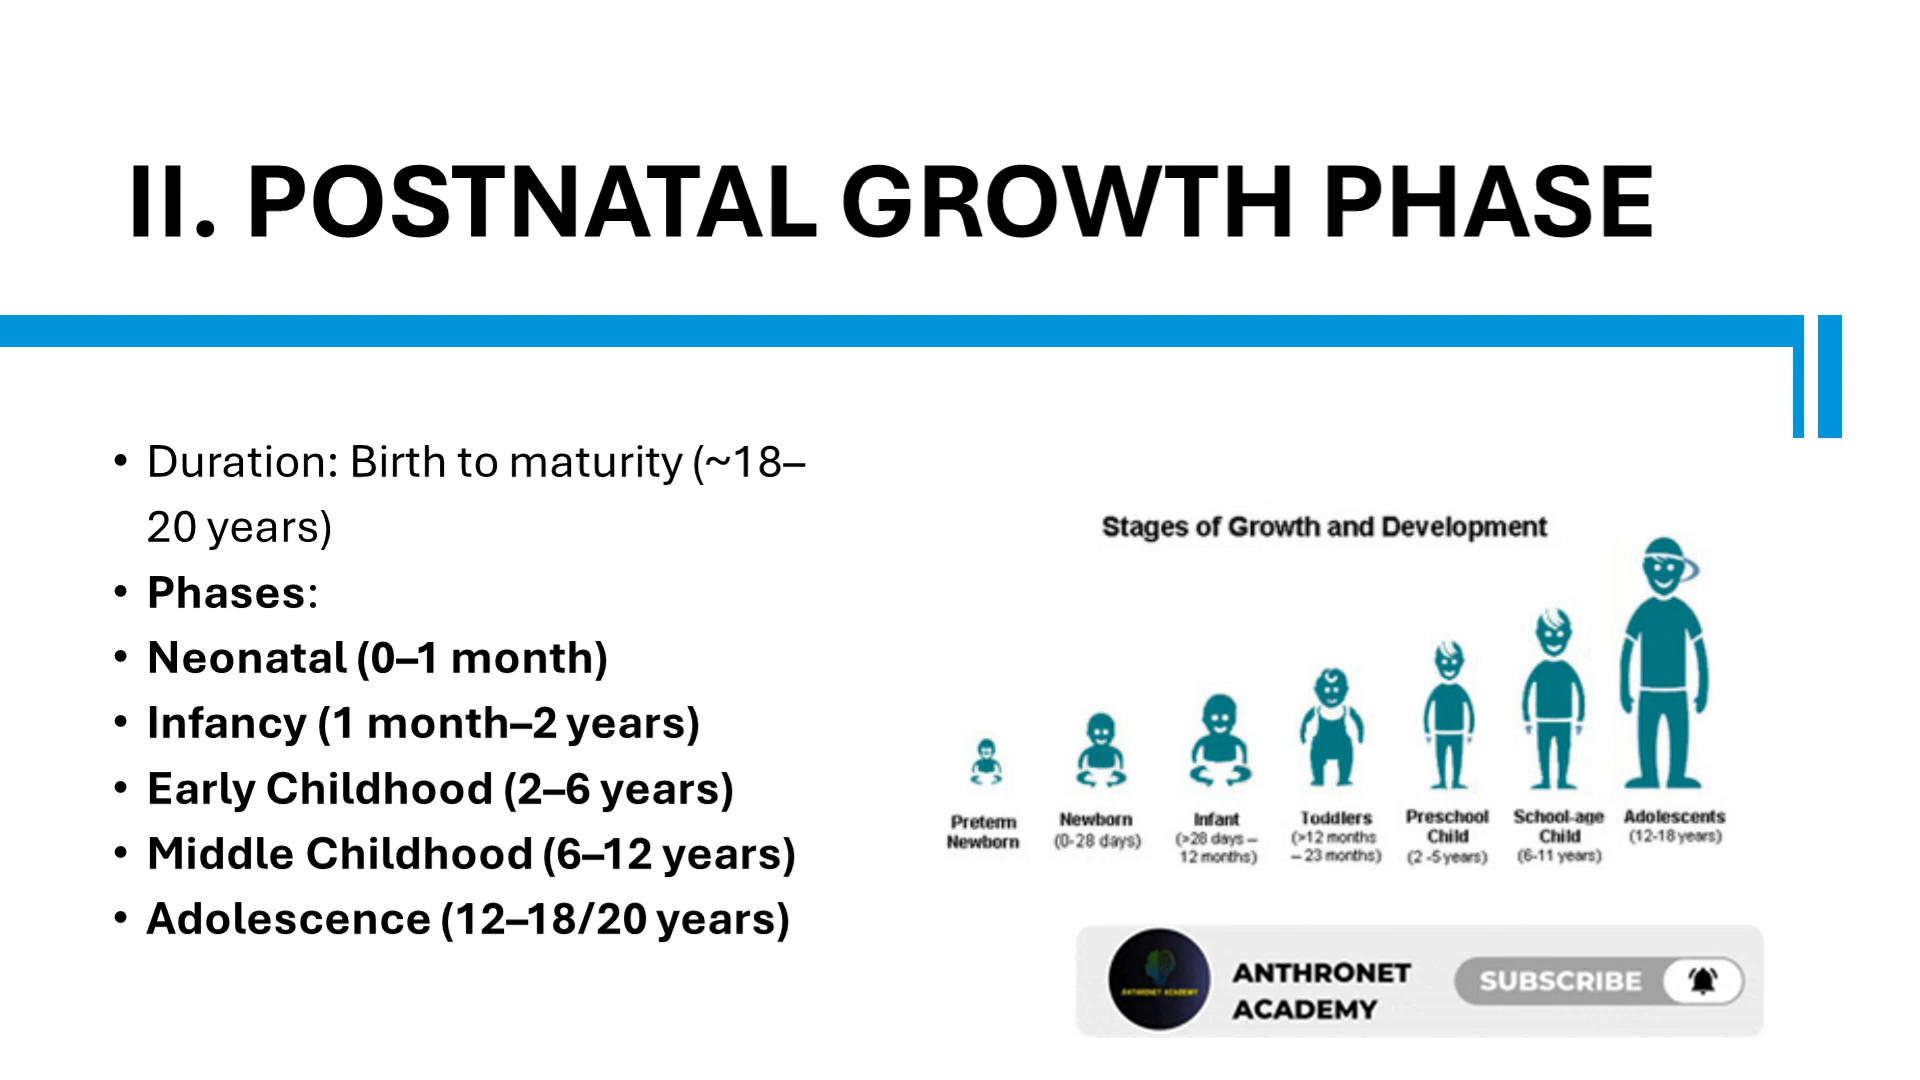 II. POSTNATAL GROWTH PHASE
• Duration: Birth to maturity (~18–
20 years)
• Phases:
• Neonatal (0–1 month)
• Infancy (1 month–2 years)
• Early Childhood (2–6 years)
• Middle Childhood (6–12 years)
• Adolescence (12–18/20 years)
Stages of Growth and Development
Preterm
Newborn
Newborn
(0-28 days)
Infant
(>28 days –
12 months)
Toddlers
(>12 months
– 23 months)
Preschool
Child
(2 -5 years)
School-age
Child
(6-11 years)
Adolescents
(12-18 years)
ANTHRONET ACADEMY
ANTHRONET
ACADEMY
SUBSCRIBE